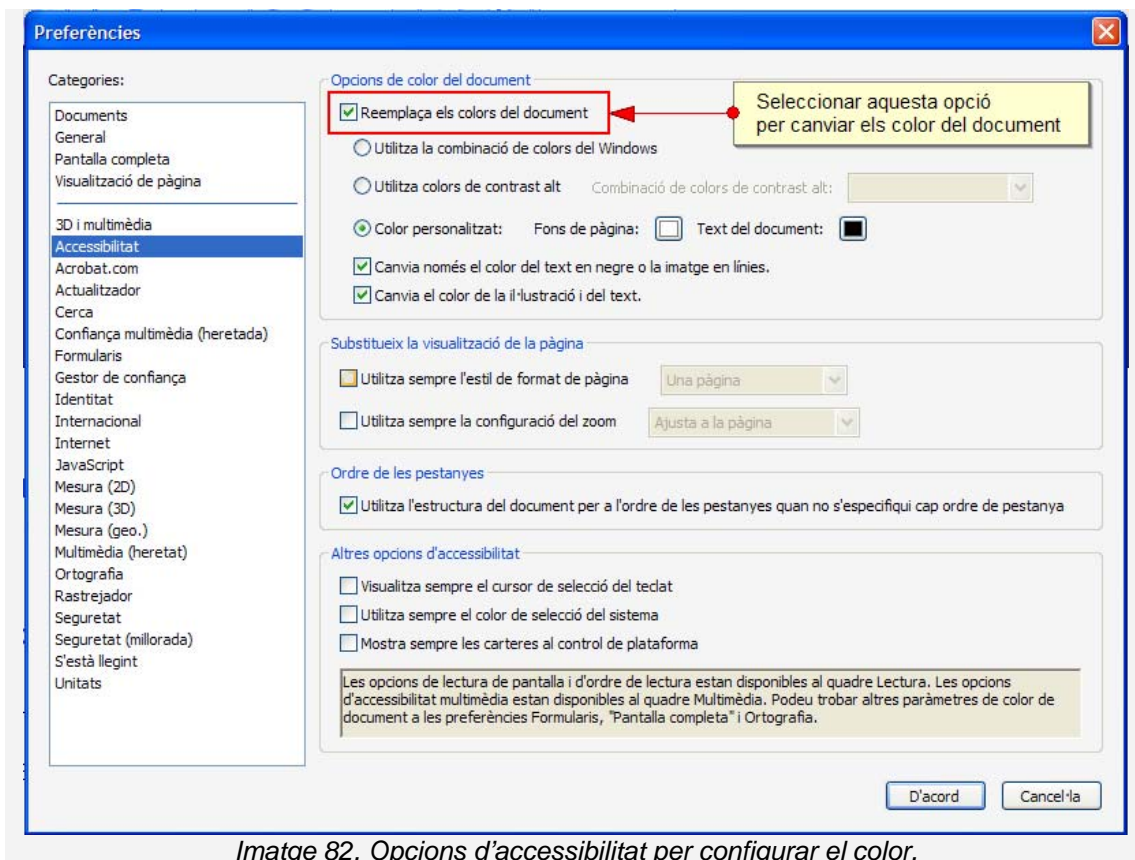 Preferències
Categories:
Documents
General
Pantalla completa
Visualització de pàgina
3D i multimèdia
Accessibilitat
Acrobat.com
Actualitzador
Cerca
Confiança multimèdia (heretada)
Formularis
Gestor de confiança
Identitat
Internacional
Internet
JavaScript
Mesura (2D)
Mesura (3D)
Mesura (geo.)
Multimèdia (heretat)
Ortografia
Rastrejador
Seguretat
Seguretat (millorada)
S'està llegint
Unitats
Opcions de color del document
Reemplaça els colors del document
Seleccionar aquesta opció
per canviar els color del document
Utilitza la combinació de colors del Windows
Utilitza colors de contrast alt Combinació de colors de contrast alt:
Color personalitzat: Fons de pàgina: Text del document:
Canvia només el color del text en negre o la imatge en línies.
Canvia el color de la il·lustració i del text.
Substitueix la visualització de la pàgina
Utilitza sempre l'estil de format de pàgina Una pàgina
Utilitza sempre la configuració del zoom Ajusta a la pàgina
Ordre de les pestanyes
Utilitza l'estructura del document per a l'ordre de les pestanyes quan no s'especifiqui cap ordre de pestanya
Altres opcions d'accessibilitat
Visualitza sempre el cursor de selecció del teclat
Utilitza sempre el color de selecció del sistema
Mostra sempre les carteres al control de plataforma
Les opcions de lectura de pantalla i d'ordre de lectura estan disponibles al quadre Lectura. Les opcions
d'accessibilitat multimèdia estan disponibles al quadre Multimèdia. Podeu trobar altres paràmetres de color de
document a les preferències Formularis, "Pantalla completa" i Ortografia.
D'acord Cancel·la
Imatge 82. Opcions d'accessibilitat per configurar el color.